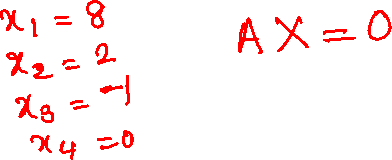 x₁ = 8
x₂ = 2
x₃ = -1
x₄ = 0
AX = 0